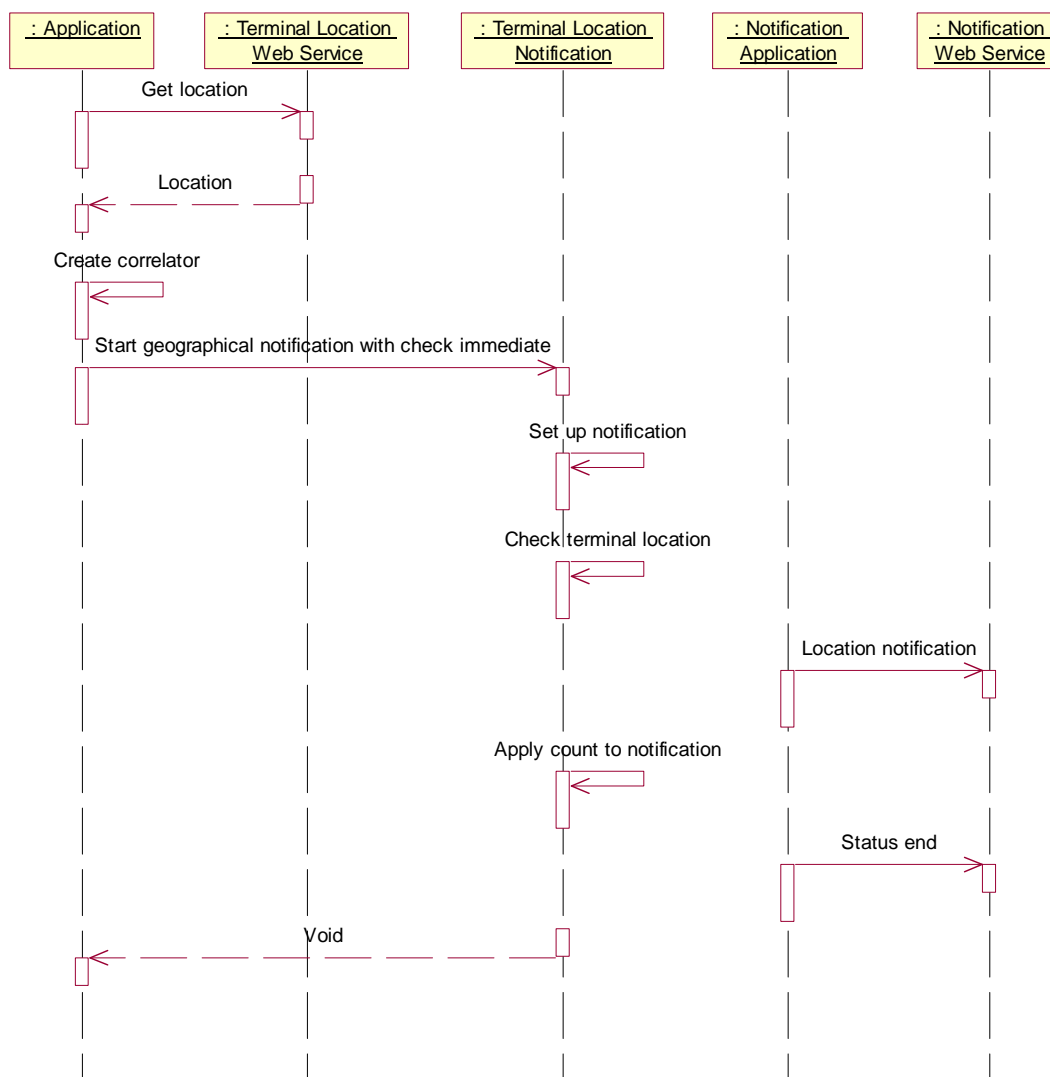 : Application
: Terminal Location
Web Service
: Terminal Location
Notification
: Notification
Application
: Notification
Web Service
Get location
Location
Create correlator
Start geographical notification with check immediate
Set up notification
Check terminal location
Location notification
Apply count to notification
Status end
Void